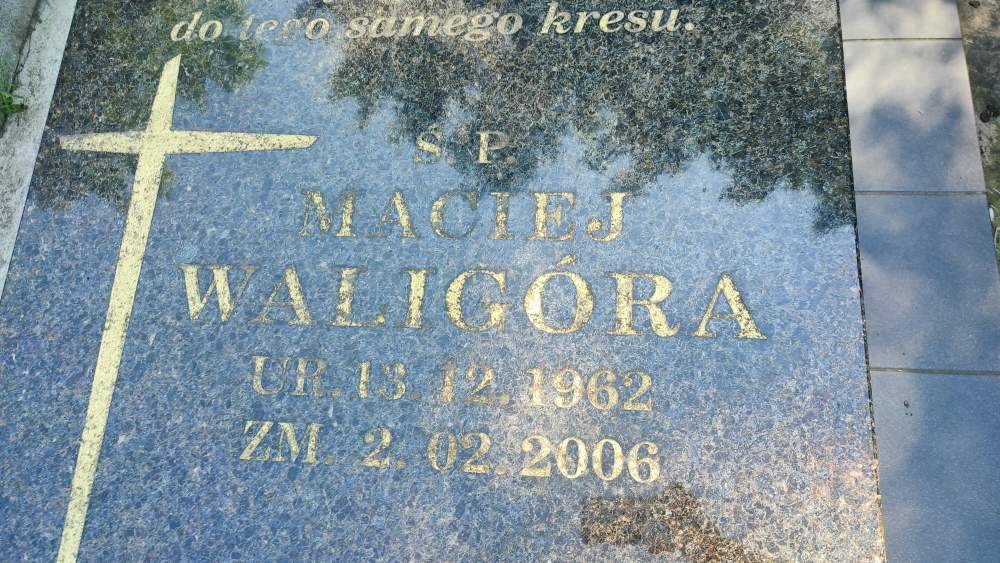 do tego samego kresu.
Ś. P.
MACIEJ
WALIGÓRA
UR. 13. 12. 1962
ZM. 2. 02. 2006